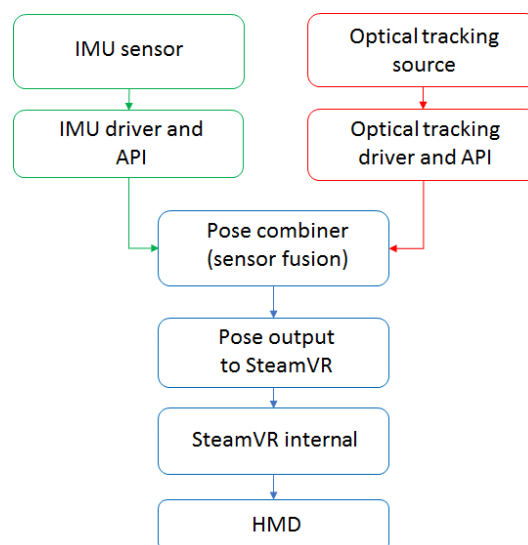 IMU sensor
Optical tracking
source
IMU driver and
API
Optical tracking
driver and API
Pose combiner
(sensor fusion)
Pose output
to SteamVR
SteamVR internal
HMD